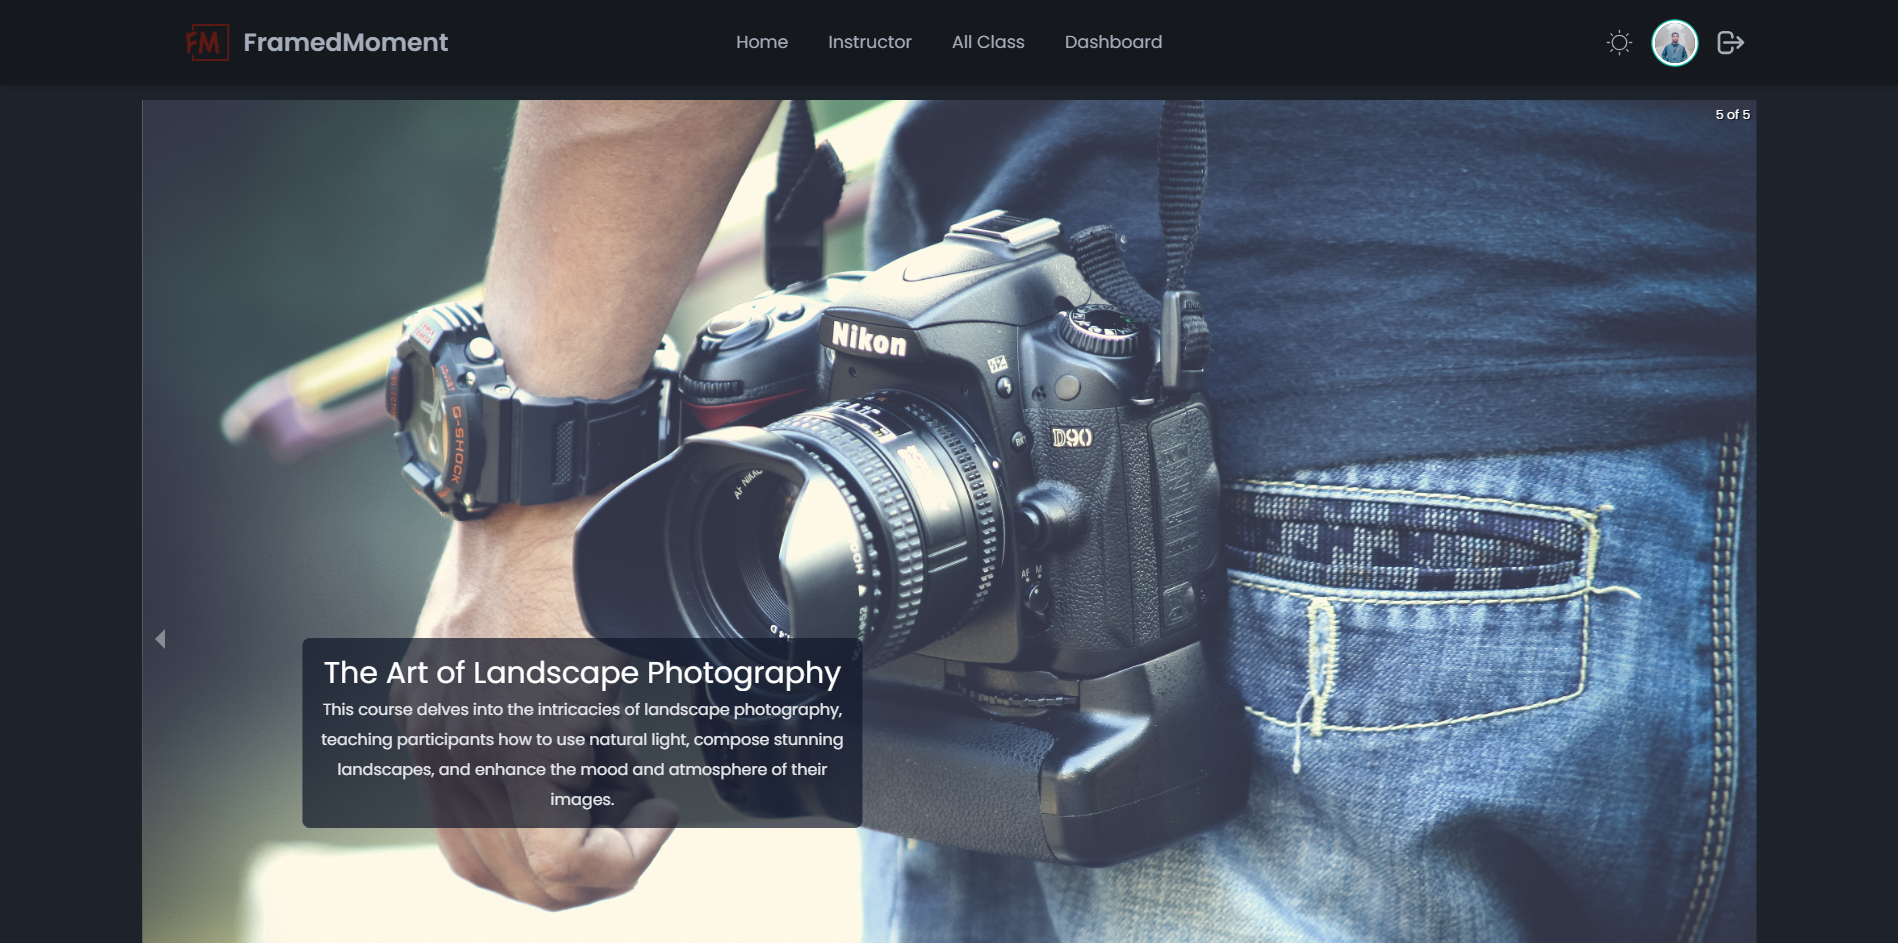 FM
FramedMoment
Home
Instructor
All Class
Dashboard
5 of 5
Nikon
D90
G-SHOCK
HOOD
AF
M
The Art of Landscape Photography
This course delves into the intricacies of landscape photography,
teaching participants how to use natural light, compose stunning
landscapes, and enhance the mood and atmosphere of their
images.